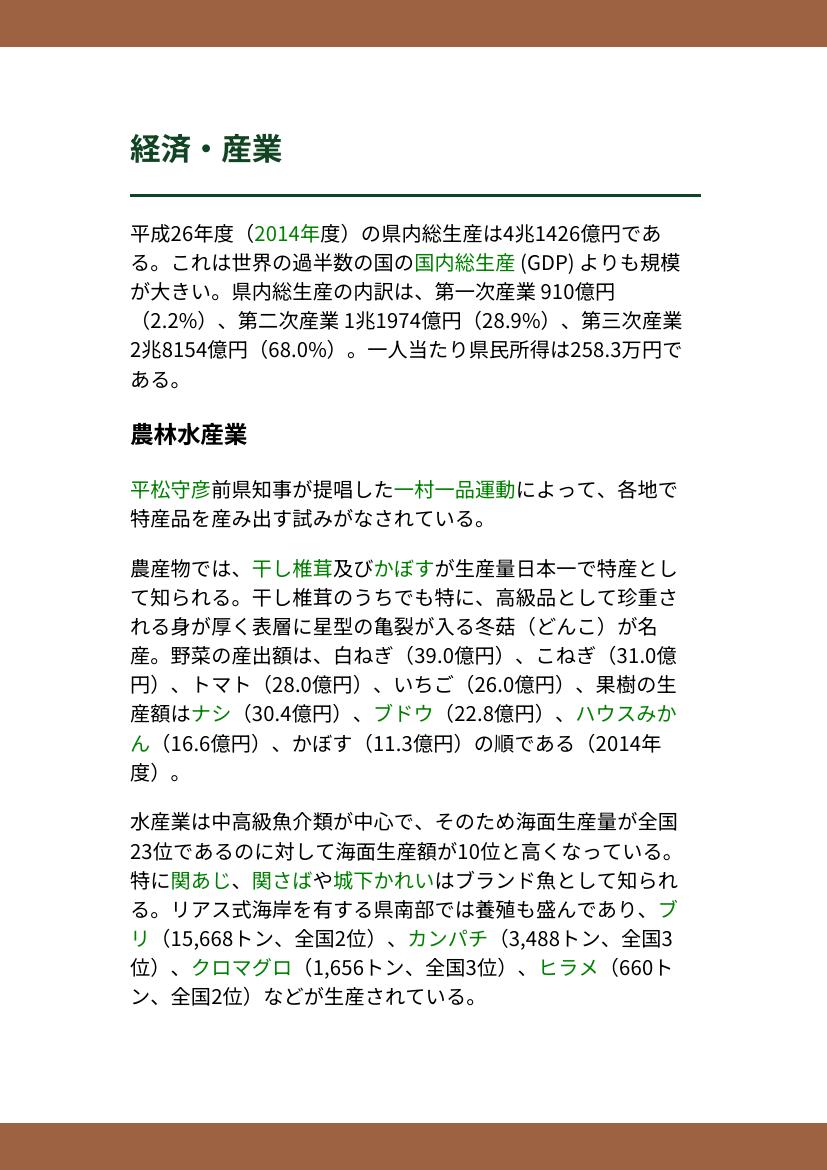 経済・産業
平成26年度（2014年度）の県内総生産は4兆1426億円であ
る。これは世界の過半数の国の国内総生産 (GDP) よりも規模
が大きい。県内総生産の内訳は、第一次産業 910億円
（2.2%）、第二次産業 1兆1974億円（28.9%）、第三次産業
2兆8154億円（68.0%）。一人当たり県民所得は258.3万円で
ある。
農林水産業
平松守彦前県知事が提唱した一村一品運動によって、各地で
特産品を産み出す試みがなされている。
農産物では、干し椎茸及びかぼすが生産量日本一で特産とし
て知られる。干し椎茸のうちでも特に、高級品として珍重さ
れる身が厚く表層に星型の亀裂が入る冬菇（どんこ）が名
産。野菜の産出額は、白ねぎ（39.0億円）、こねぎ（31.0億
円）、トマト（28.0億円）、いちご（26.0億円）、果樹の生
産額はナシ（30.4億円）、ブドウ（22.8億円）、ハウスみか
ん（16.6億円）、かぼす（11.3億円）の順である（2014年
度）。
水産業は中高級魚介類が中心で、そのため海面生産量が全国
23位であるのに対して海面生産額が10位と高くなっている。
特に関あじ、関さばや城下かれいはブランド魚として知られ
る。リアス式海岸を有する県南部では養殖も盛んであり、ブ
リ（15,668トン、全国2位）、カンパチ（3,488トン、全国3
位）、クロマグロ（1,656トン、全国3位）、ヒラメ（660ト
ン、全国2位）などが生産されている。